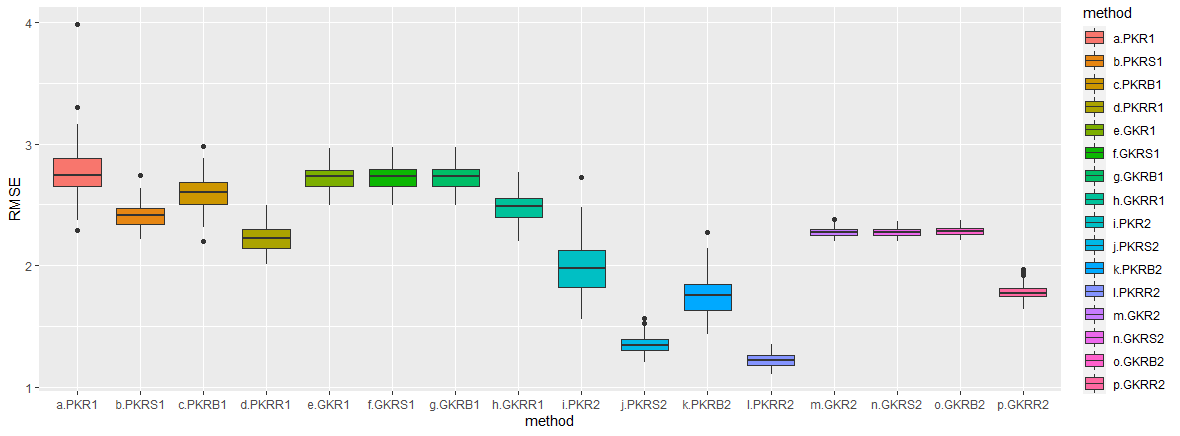 4
3
2
1
RMSE
a.PKR1 b.PKRS1 c.PKRB1 d.PKRR1 e.GKR1 f.GKRS1 g.GKRB1 h.GKRR1 i.PKR2 j.PKRS2 k.PKRB2 l.PKRR2 m.GKR2 n.GKRS2 o.GKRB2 p.GKRR2
method
method
a.PKR1
b.PKRS1
c.PKRB1
d.PKRR1
e.GKR1
f.GKRS1
g.GKRB1
h.GKRR1
i.PKR2
j.PKRS2
k.PKRB2
l.PKRR2
m.GKR2
n.GKRS2
o.GKRB2
p.GKRR2